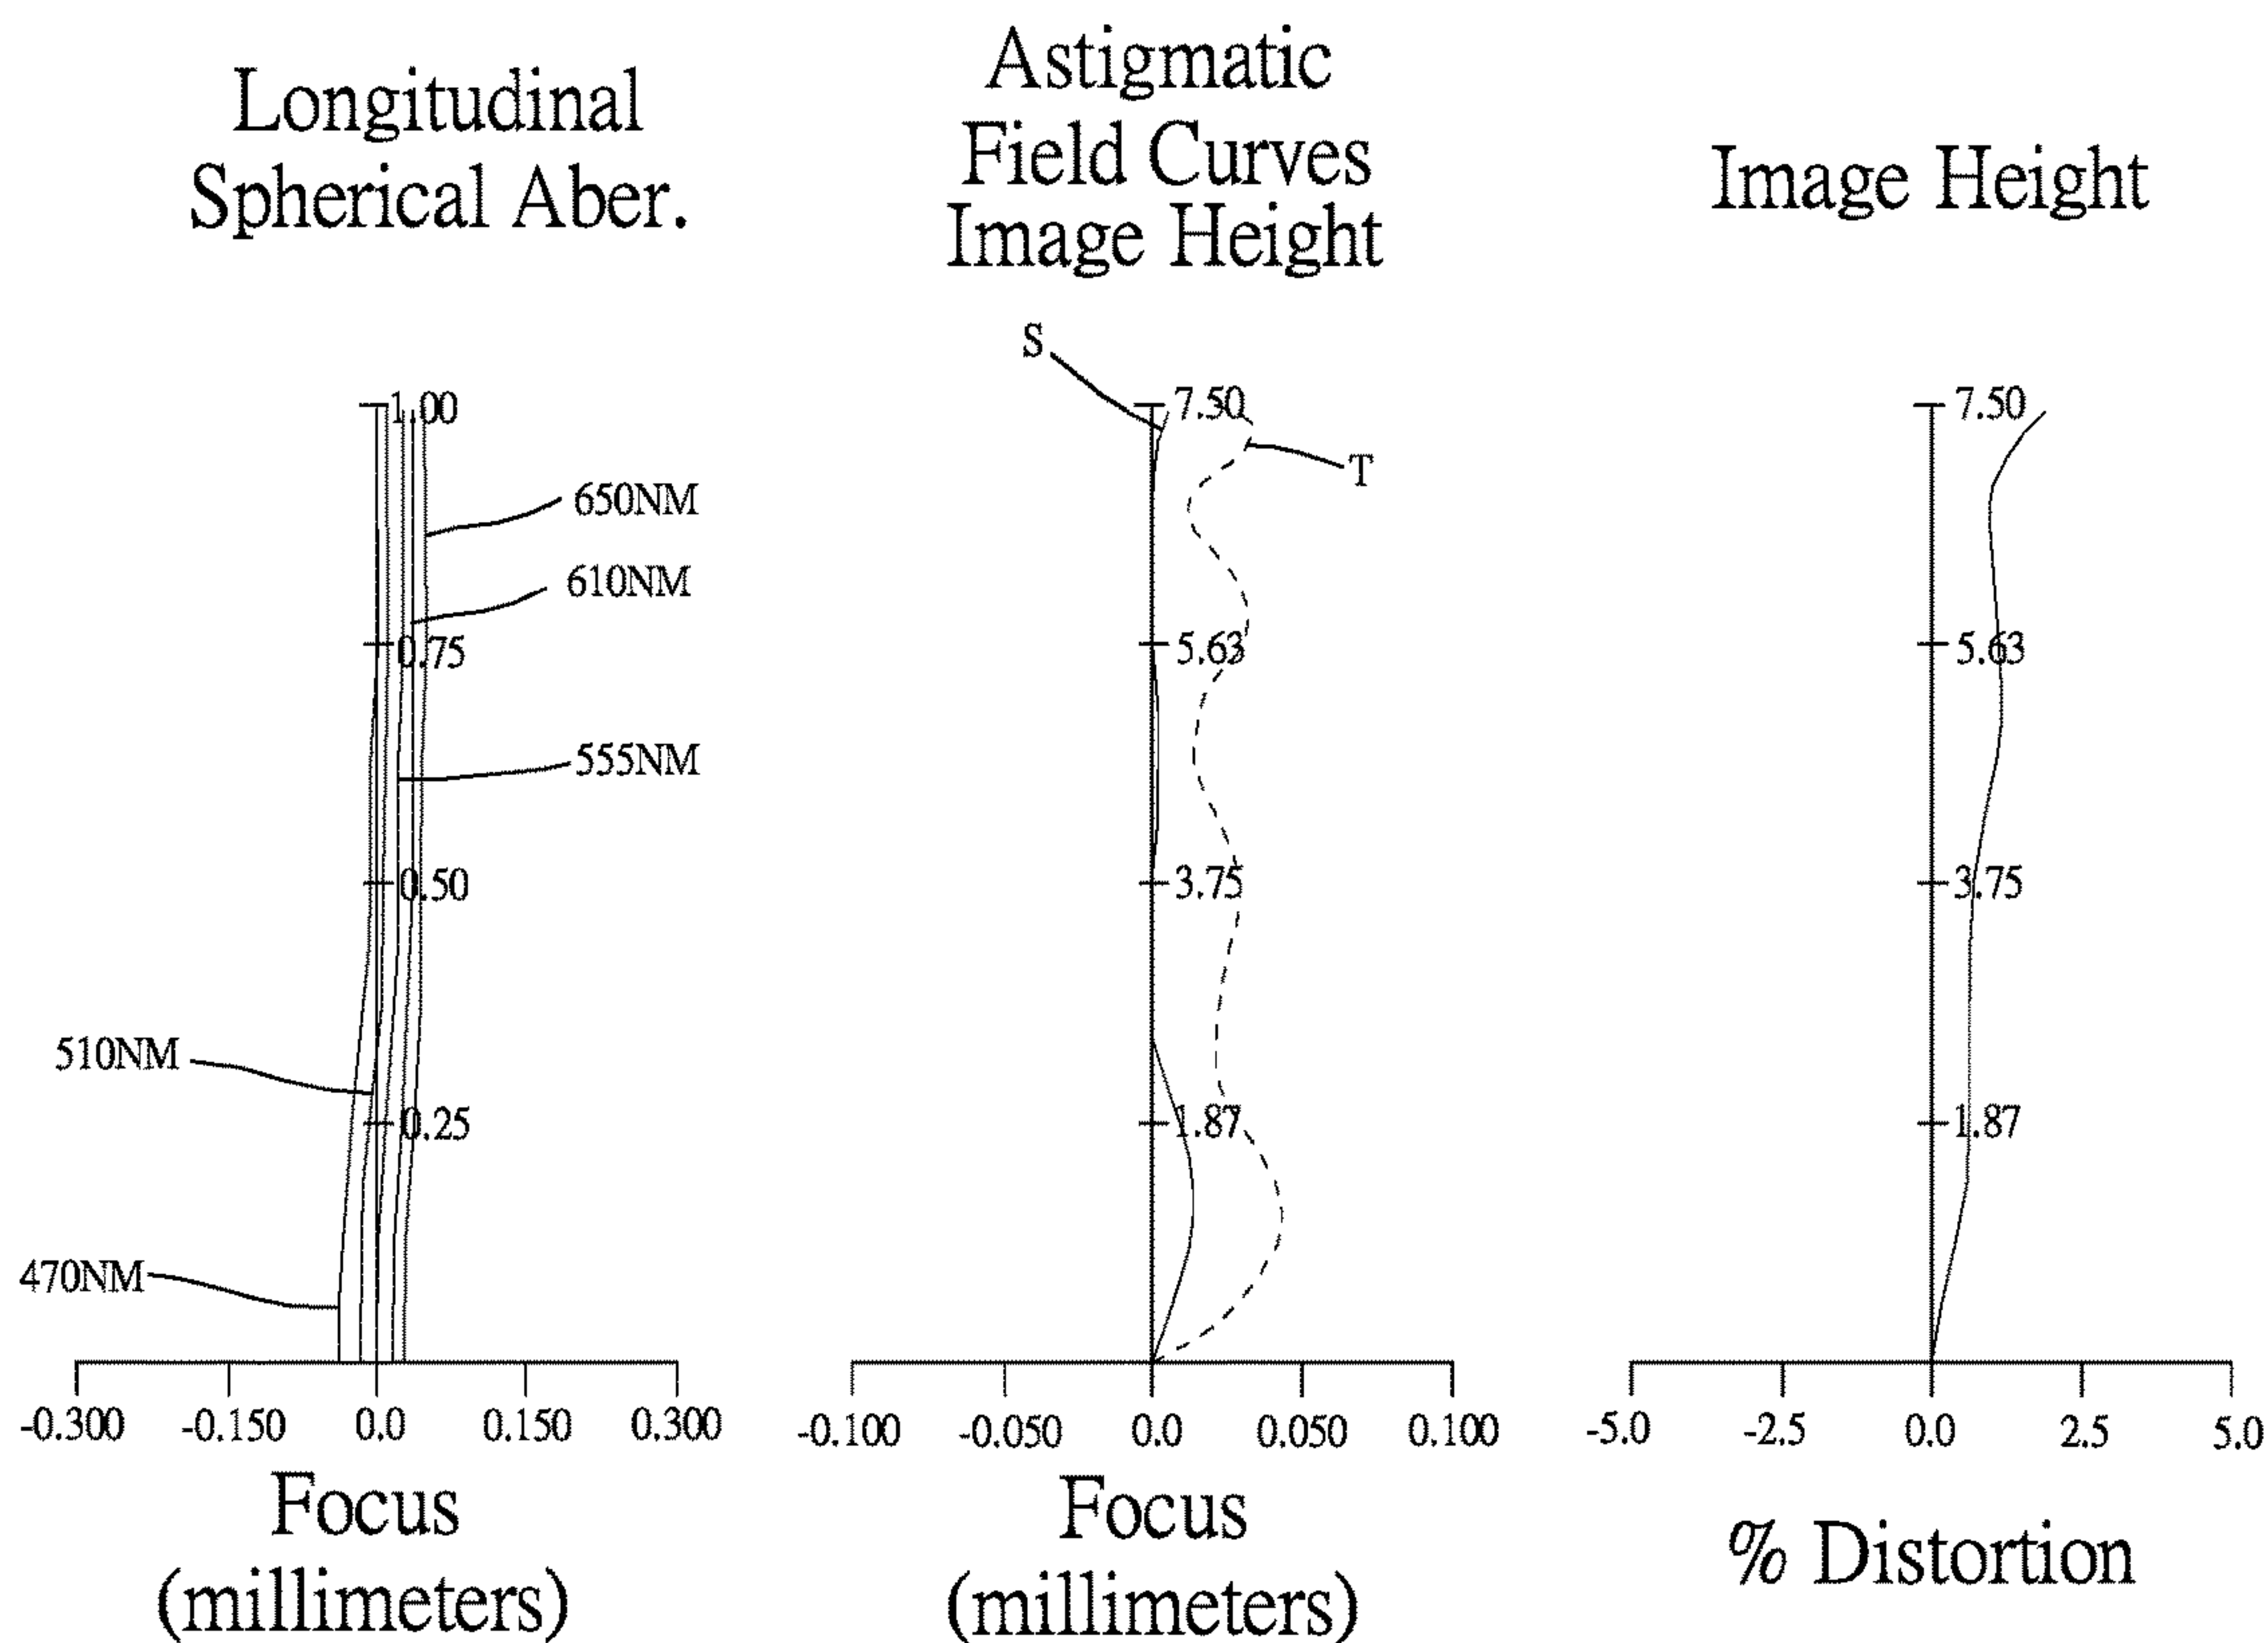 Longitudinal
Spherical Aber.
1.00
650NM
610NM
0.75
555NM
0.50
510NM
0.25
470NM
-0.300 -0.150 0.0 0.150 0.300
Focus
(millimeters)
Astigmatic
Field Curves
Image Height
S
7.50
T
5.63
3.75
1.87
-0.100 -0.050 0.0 0.050 0.100
Focus
(millimeters)
Image Height
7.50
5.63
3.75
1.87
-5.0 -2.5 0.0 2.5 5.0
% Distortion